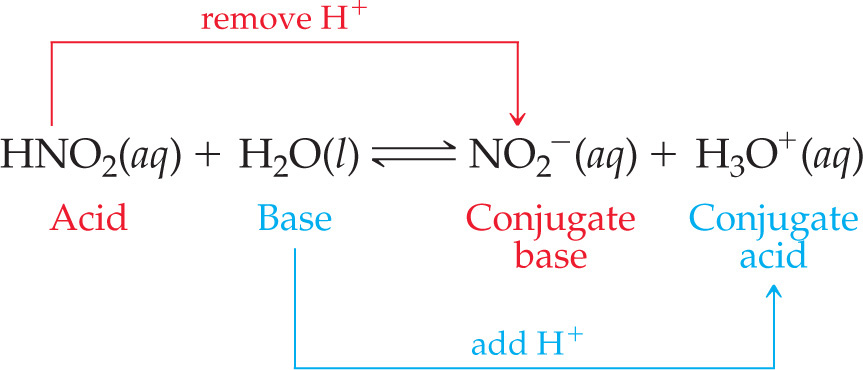 remove H⁺
HNO₂(aq) + H₂O(l) ⇌ NO₂⁻(aq) + H₃O⁺(aq)
Acid Base Conjugate base Conjugate acid
add H⁺